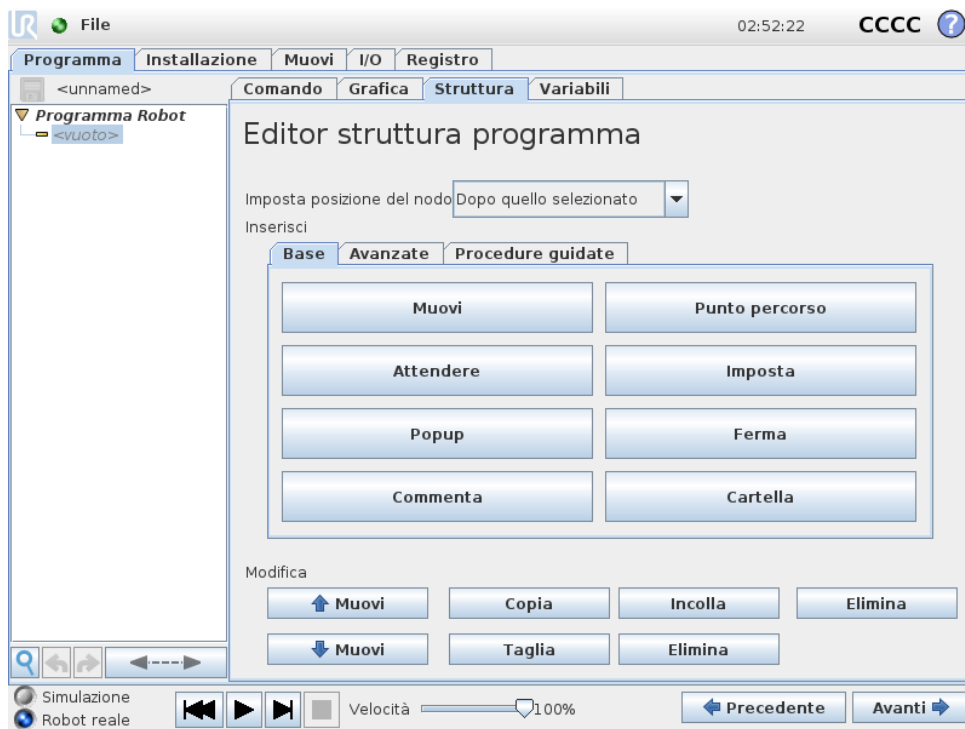 UR File 02:52:22 CCCC ?
Programma Installazione Muovi I/O Registro
<unnamed>
Comando Grafica Struttura Variabili
Programma Robot
<vuoto>
Editor struttura programma
Imposta posizione del nodo Dopo quello selezionato
Inserisci
Base Avanzate Procedure guidate
Muovi Punto percorso
Attendere Imposta
Popup Ferma
Commenta Cartella
Modifica
Muovi Copia Incolla Elimina
Muovi Taglia Elimina
Simulazione
Robot reale
Velocità 100%
Precedente Avanti